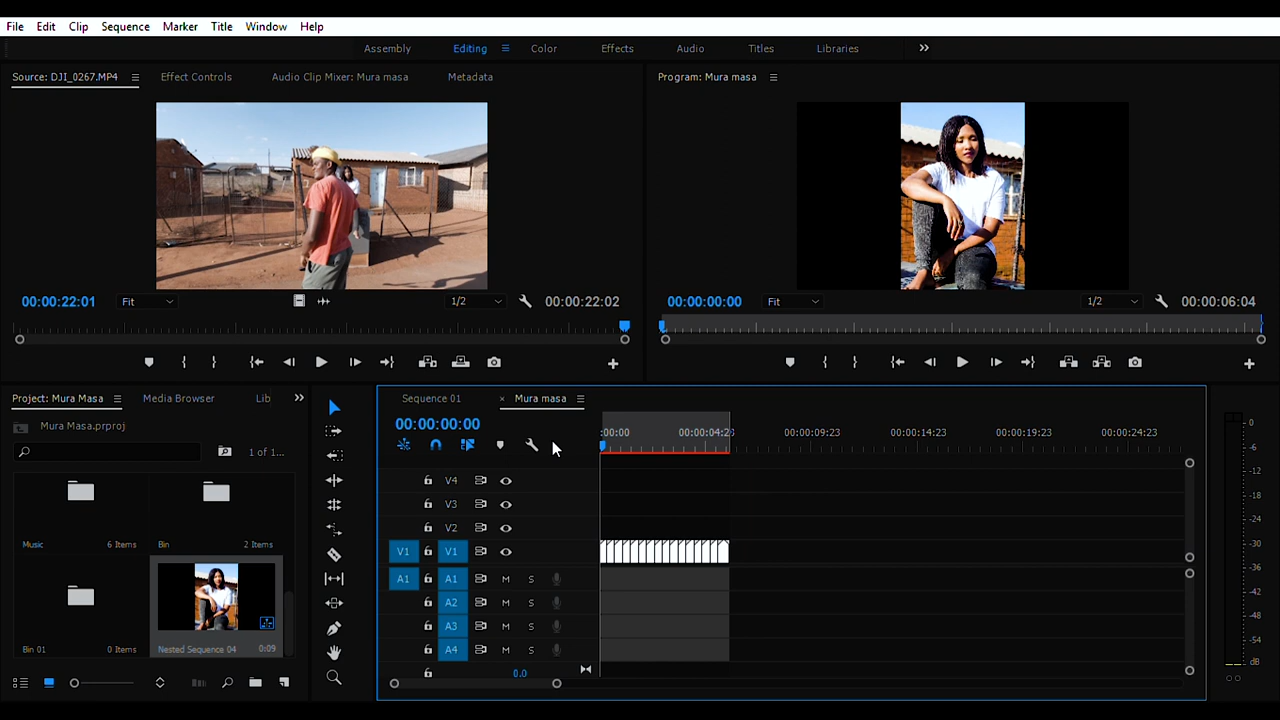 File Edit Clip Sequence Marker Title Window Help
Assembly Editing Color Effects Audio Titles Libraries
Source: DJI_0267.MP4 Effect Controls Audio Clip Mixer: Mura masa Metadata
Program: Mura masa
00:00:22:01 Fit 1/2 00:00:22:02
00:00:00:00 Fit 1/2 00:00:06:04
Project: Mura Masa Media Browser Lib
Mura Masa.prproj
1 of 1...
Music 6 Items Bin 2 Items
Bin 01 0 Items Nested Sequence 04 0:09
Sequence 01 × Mura masa
00:00:00:00
:00:00 00:00:04:23 00:00:09:23 00:00:14:23 00:00:19:23 00:00:24:23
V4
V3
V2
V1 V1
A1 A1 M S
A2 M S
A3 M S
A4 M S
0.0
0
-6
-12
-18
-24
-30
-36
-42
-48
-54
dB